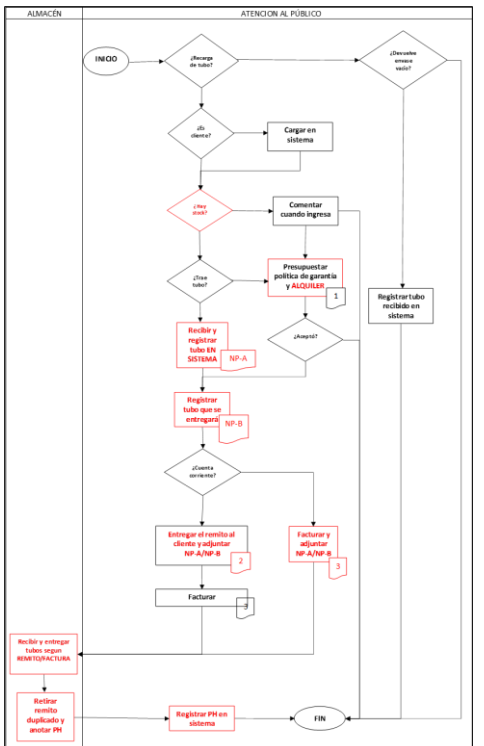 ALMACÉN
ATENCION AL PÚBLICO
INICIO
¿Recarga
de tubo?
¿Devuelve
envase
vacío?
¿Es
cliente?
Cargar en
sistema
¿Hay
stock?
Comentar
cuando ingresa
¿Trae
tubo?
Presupuestar
política de garantía
y ALQUILER
1
Registrar tubo
recibido en
sistema
Recibir y
registrar
tubo EN
SISTEMA
NP-A
¿Aceptó?
Registrar
tubo que se
entregará
NP-B
¿Cuenta
corriente?
Entregar el remito al
cliente y adjuntar
NP-A/NP-B
2
Facturar y
adjuntar
NP-A/NP-B
3
Facturar
3
Recibir y entregar
tubos segun
REMITO/FACTURA
Retirar
remito
duplicado y
anotar PH
Registrar PH en
sistema
FIN